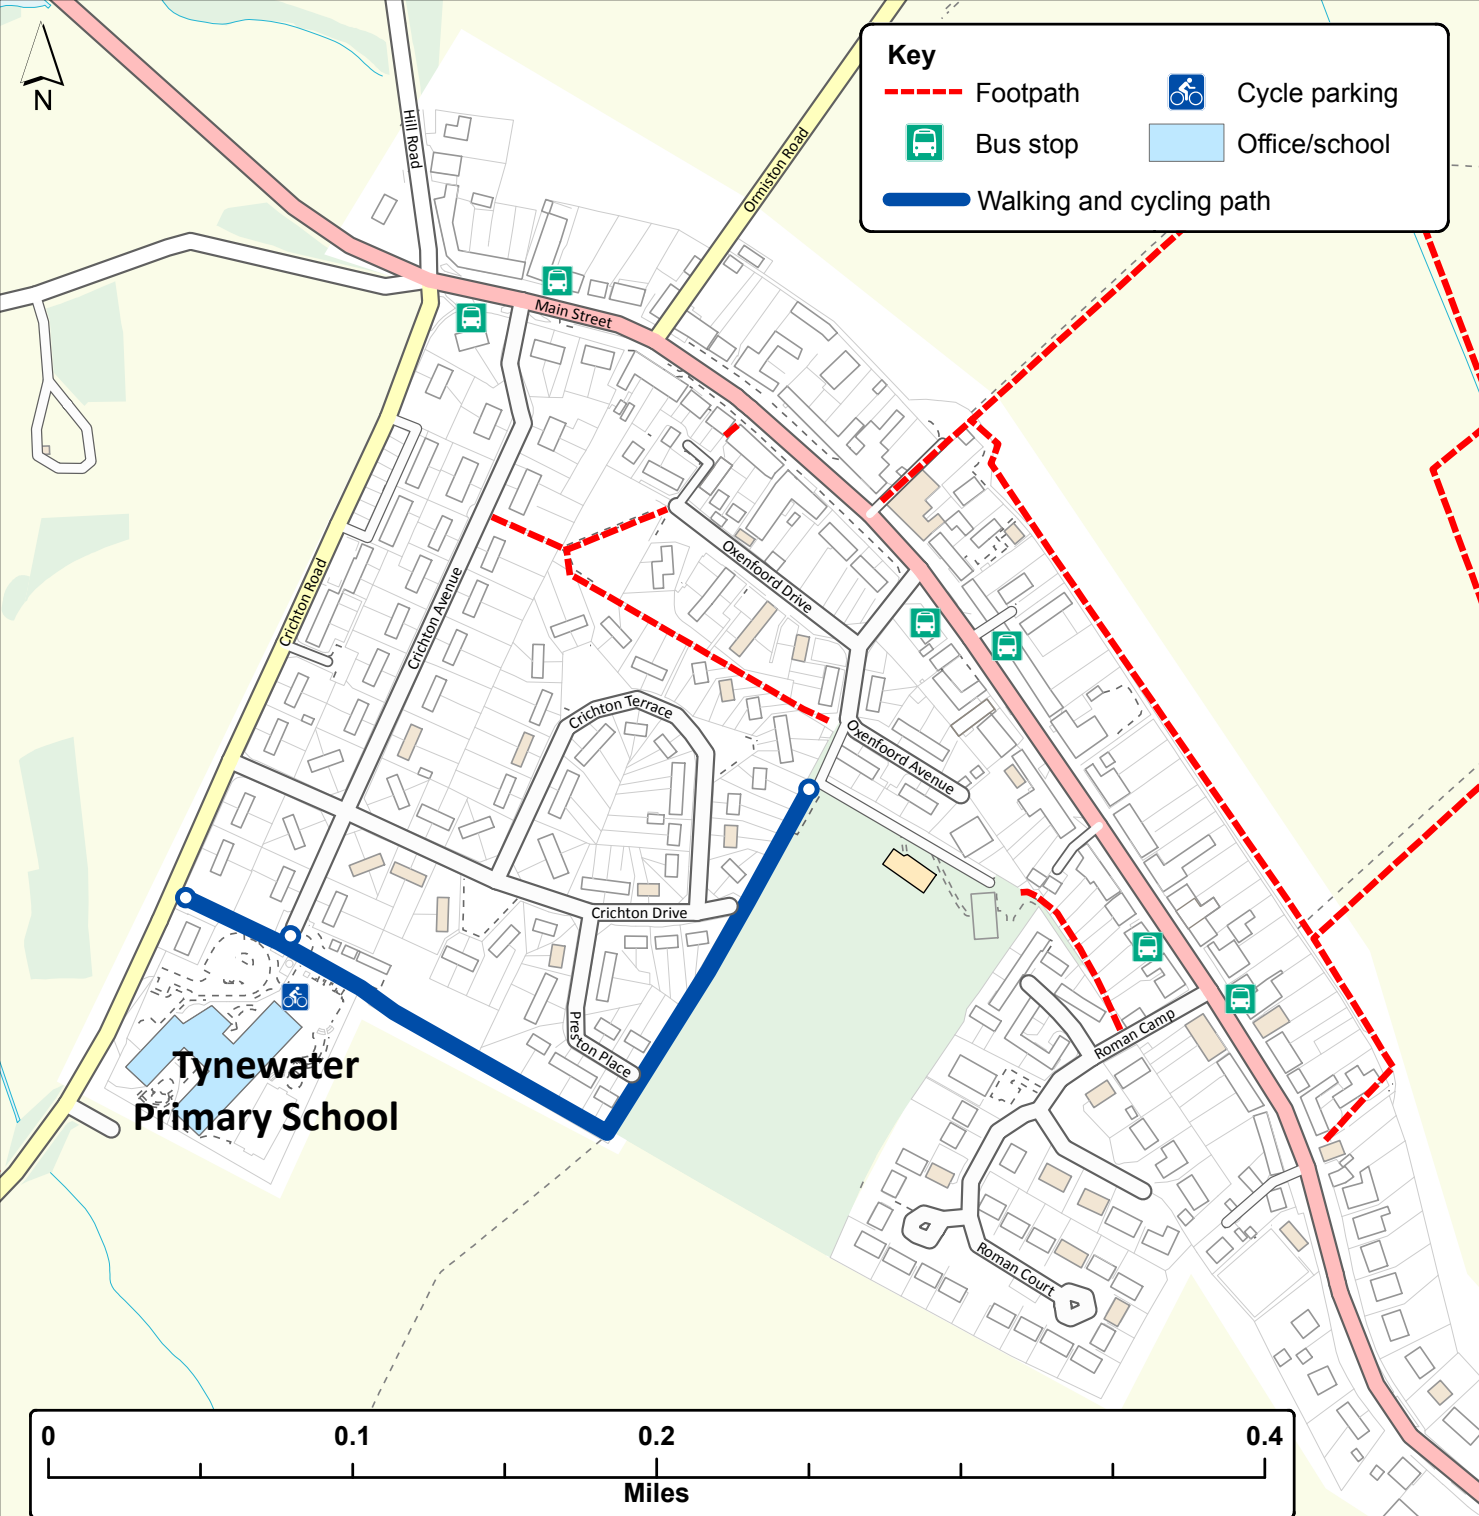 N
Key
Footpath
Cycle parking
Bus stop
Office/school
Walking and cycling path
Hill Road
Ormiston Road
Main Street
Crichton Road
Crichton Avenue
Oxenfoord Drive
Crichton Terrace
Oxenfoord Avenue
Crichton Drive
Preston Place
Roman Camp
Tynewater
Primary School
Roman Court
0 0.1 0.2 0.4
Miles